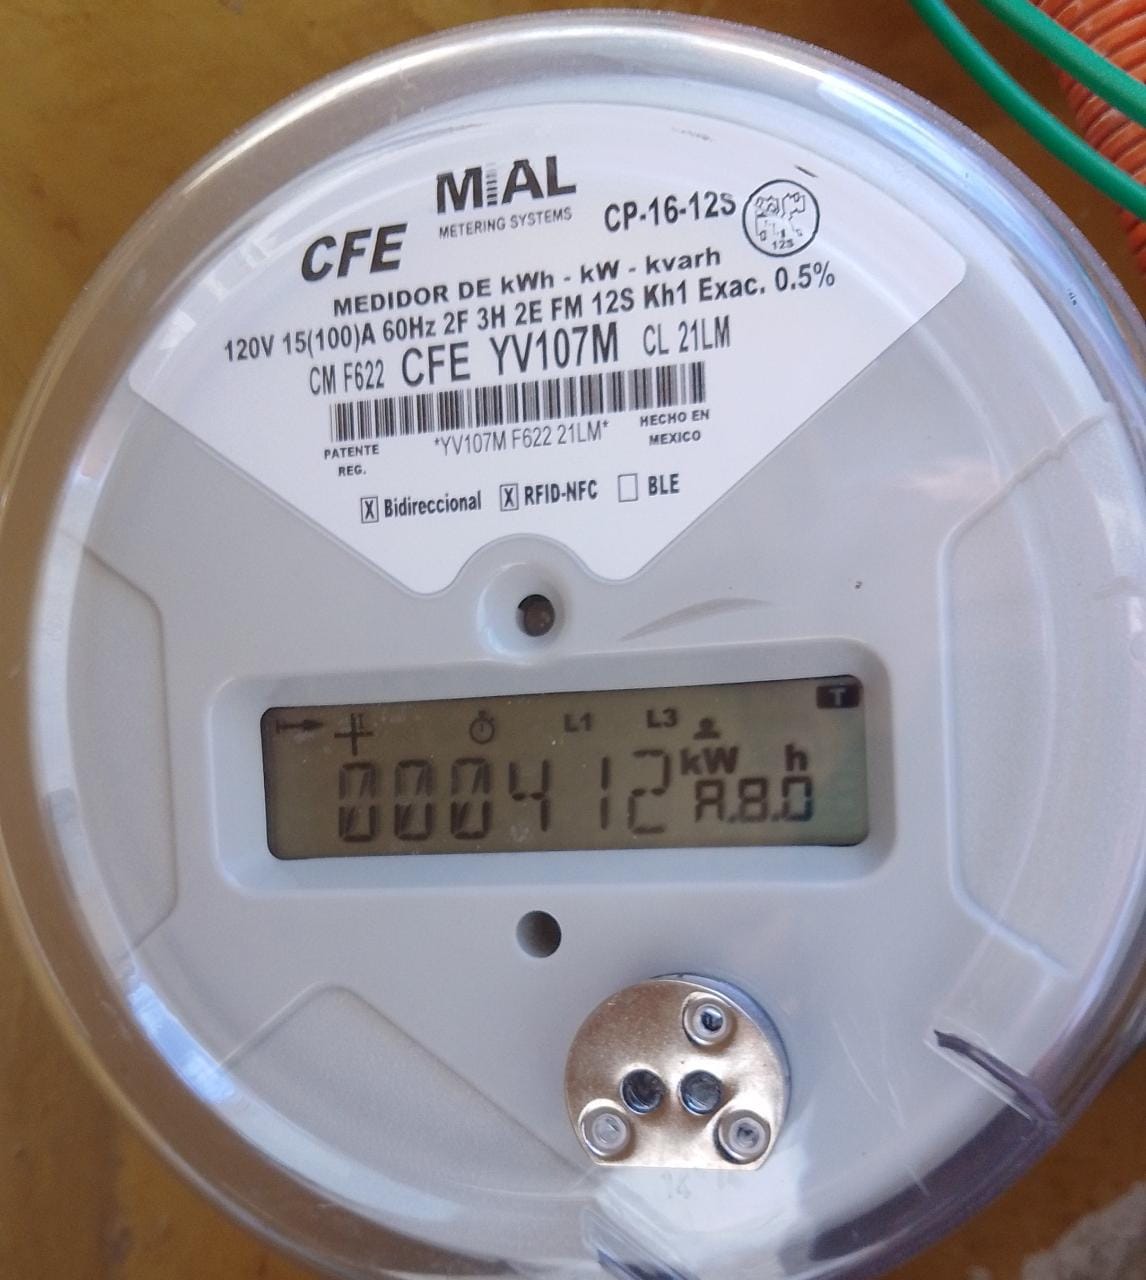 MIAL
METERING SYSTEMS
CFE
CP-16-12S
12S
MEDIDOR DE kWh - kW - kvarh
120V 15(100)A 60Hz 2F 3H 2E FM 12S Kh1 Exac. 0.5%
CM F622 CFE YV107M CL 21LM
PATENTE REG.
*YV107M F622 21LM*
HECHO EN MEXICO
X Bidireccional X RFID-NFC BLE
L1 L3 T
000412 kW h
A.8.0